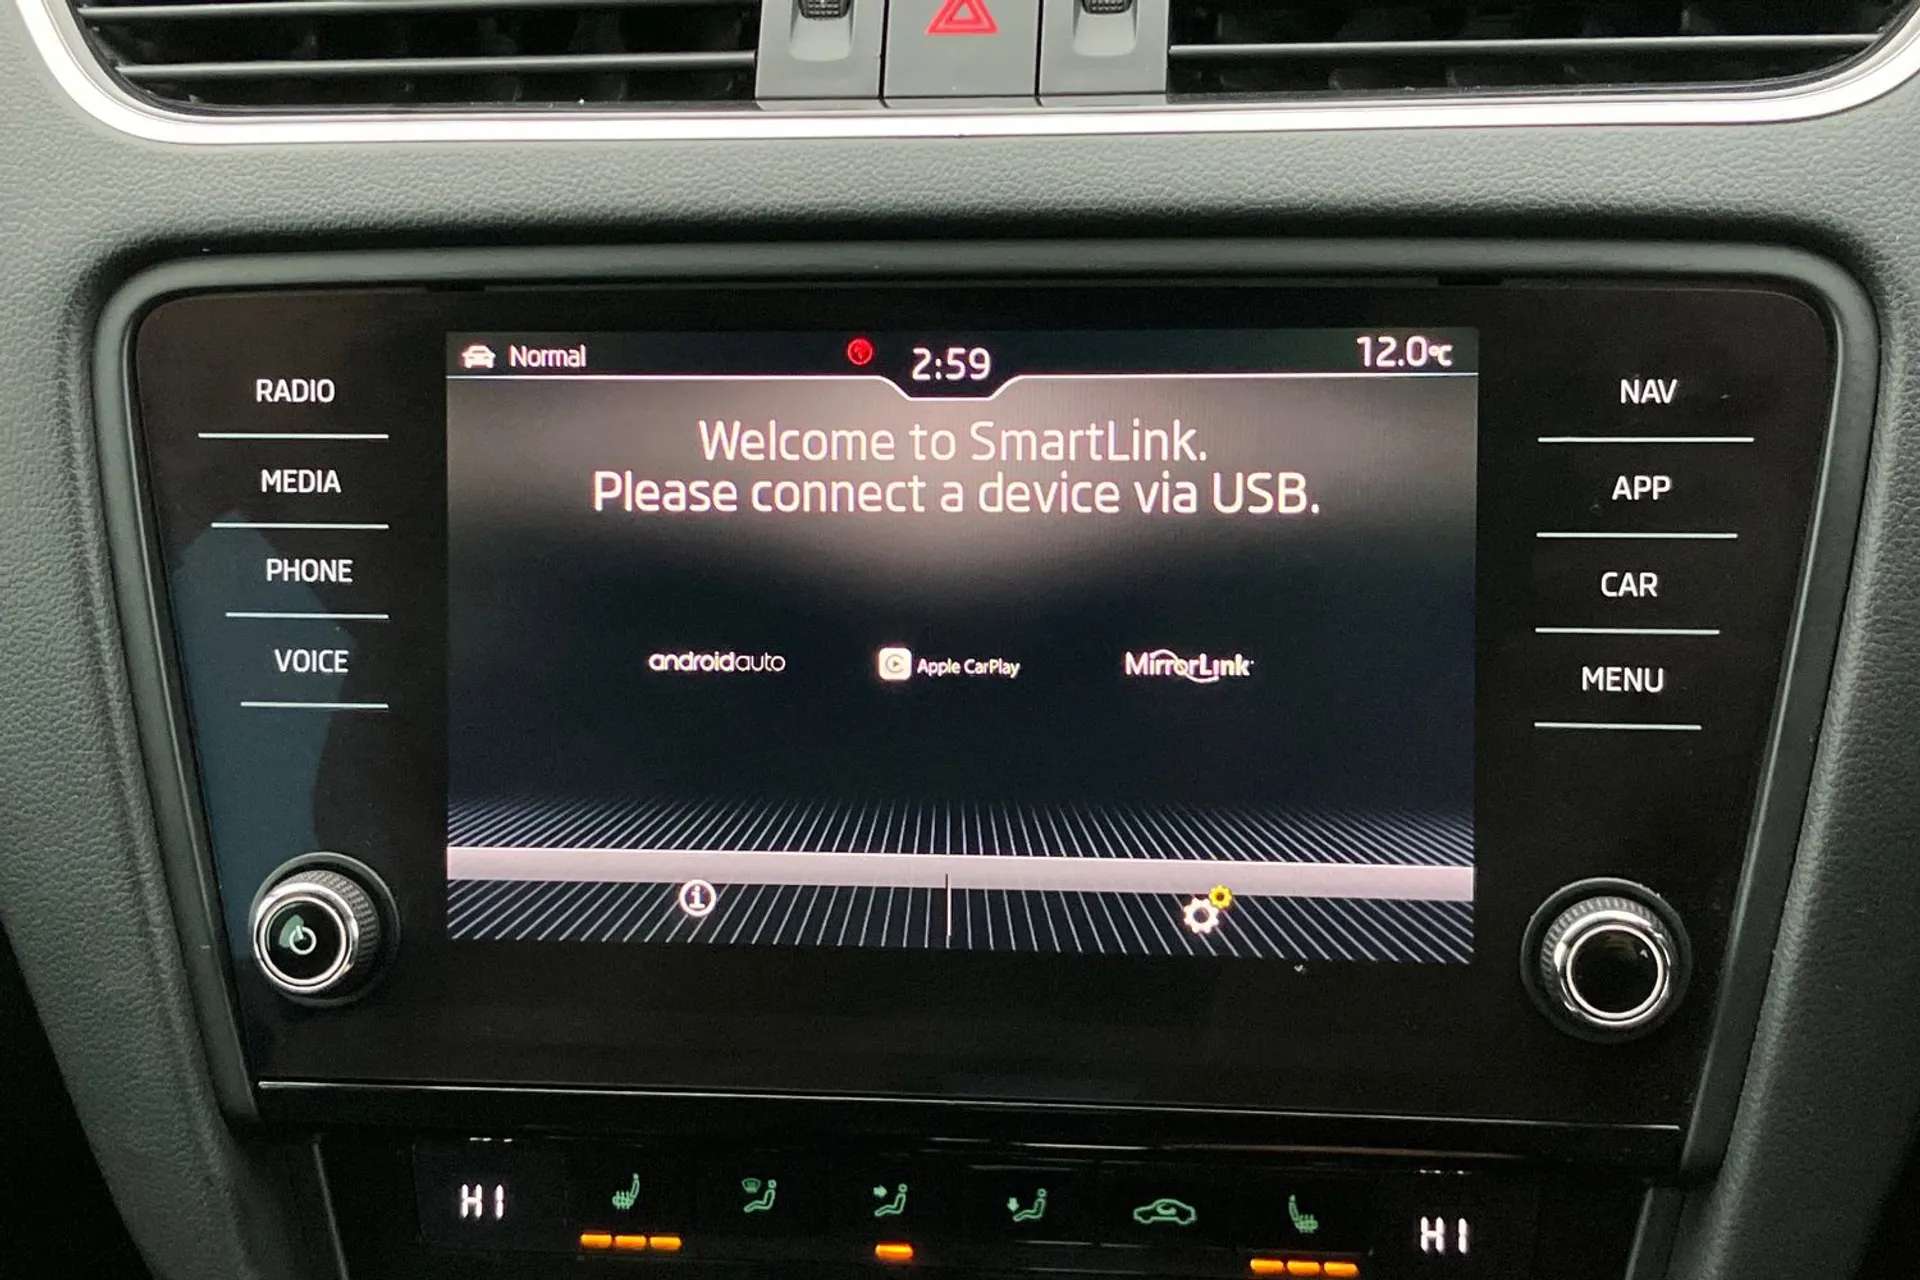 Normal
2:59
12.0°C
RADIO
MEDIA
PHONE
VOICE
Welcome to SmartLink.
Please connect a device via USB.
androidauto
Apple CarPlay
MirrorLink
NAV
APP
CAR
MENU
HI
HI